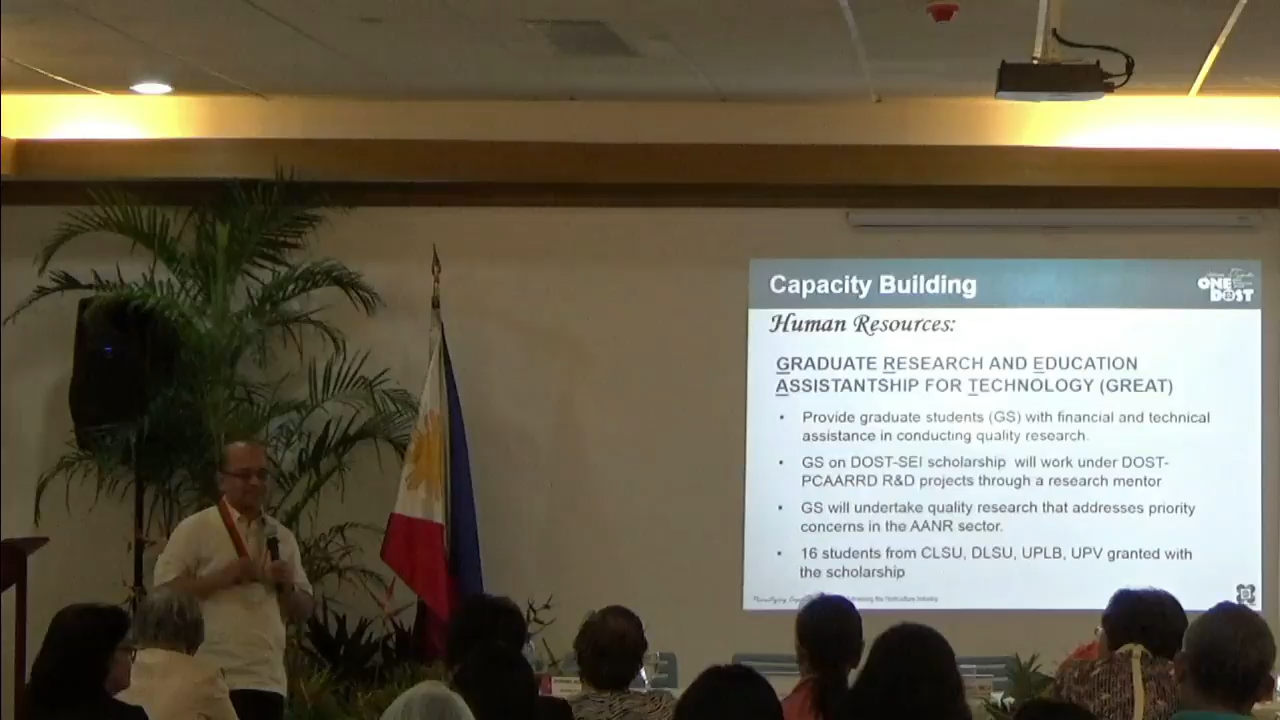 Capacity Building
ONE
DOST
Human Resources:
GRADUATE RESEARCH AND EDUCATION
ASSISTANTSHIP FOR TECHNOLOGY (GREAT)
• Provide graduate students (GS) with financial and technical
assistance in conducting quality research.
• GS on DOST-SEI scholarship will work under DOST-
PCAARRD R&D projects through a research mentor
• GS will undertake quality research that addresses priority
concerns in the AANR sector.
• 16 students from CLSU, DLSU, UPLB, UPV granted with
the scholarship
the Horticulture Industry